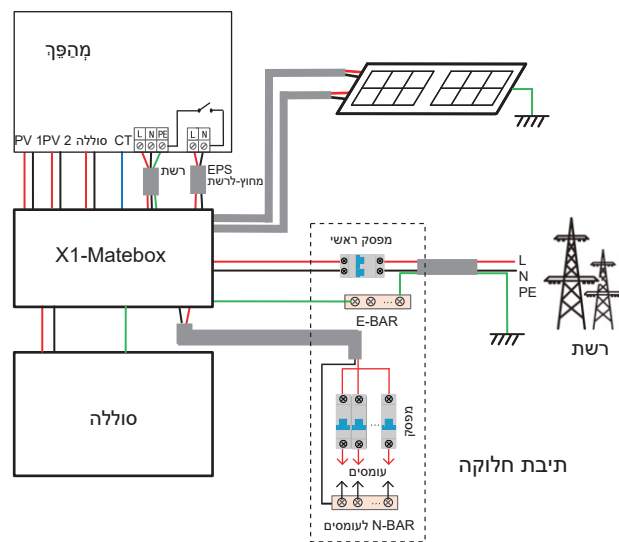 מְהַפֵּךְ
PV 1 PV 2 סוללה CT
L N PE
L N
רשת
EPS
מחוץ-לרשת
X1-Matebox
מפסק ראשי
L
N
PE
E-BAR
רשת
סוללה
מפסק
...
עומסים
...
N-BAR לעומסים
תיבת חלוקה